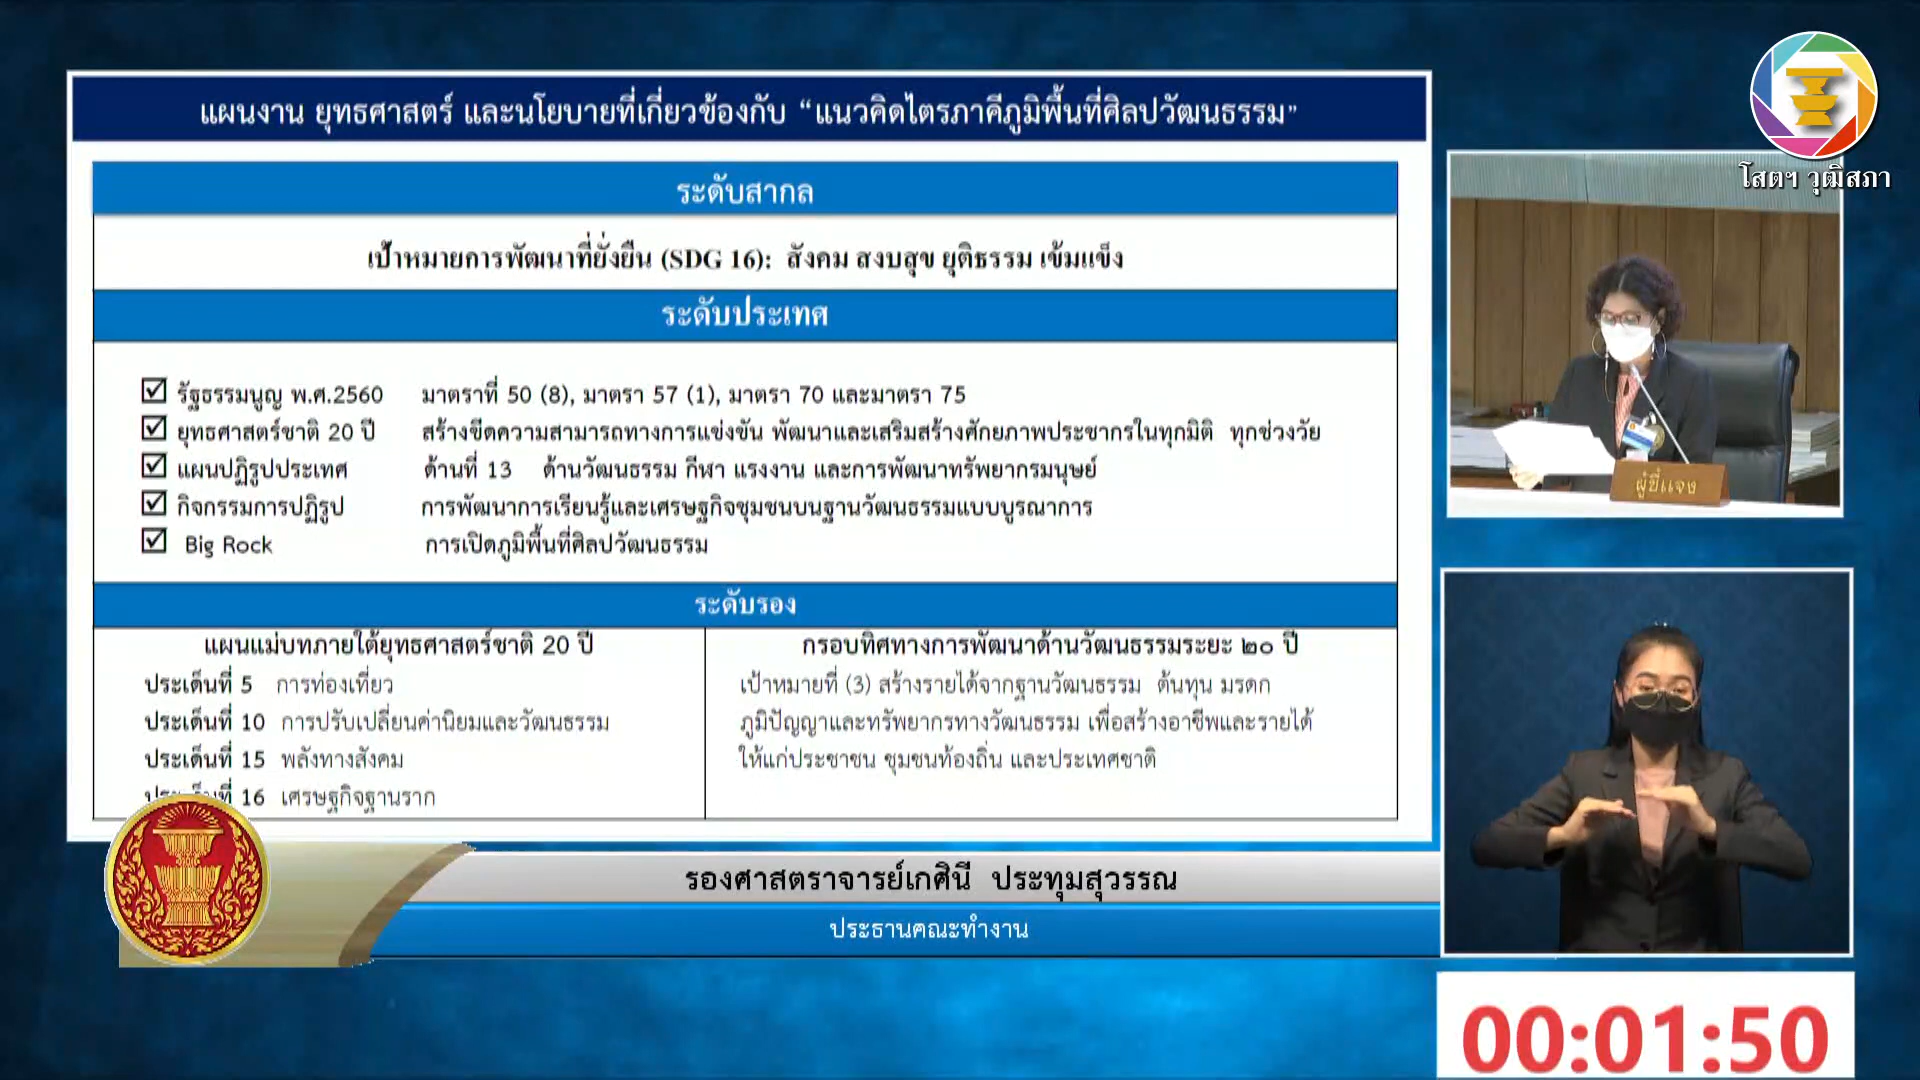 แผนงาน ยุทธศาสตร์ และนโยบายที่เกี่ยวข้องกับ “แนวคิดไตรภาคีภูมิพื้นที่ศิลปวัฒนธรรม”
โสตฯ วุฒิสภา
ระดับสากล
เป้าหมายการพัฒนาที่ยั่งยืน (SDG 16): สังคม สงบสุข ยุติธรรม เข้มแข็ง
ระดับประเทศ
รัฐธรรมนูญ พ.ศ.2560 มาตราที่ 50 (8), มาตรา 57 (1), มาตรา 70 และมาตรา 75
ยุทธศาสตร์ชาติ 20 ปี สร้างขีดความสามารถทางการแข่งขัน พัฒนาและเสริมสร้างศักยภาพประชากรในทุกมิติ ทุกช่วงวัย
แผนปฏิรูปประเทศ ด้านที่ 13 ด้านวัฒนธรรม กีฬา แรงงาน และการพัฒนาทรัพยากรมนุษย์
กิจกรรมการปฏิรูป การพัฒนาการเรียนรู้และเศรษฐกิจชุมชนบนฐานวัฒนธรรมแบบบูรณาการ
Big Rock การเปิดภูมิพื้นที่ศิลปวัฒนธรรม
ระดับรอง
แผนแม่บทภายใต้ยุทธศาสตร์ชาติ 20 ปี
ประเด็นที่ 5 การท่องเที่ยว
ประเด็นที่ 10 การปรับเปลี่ยนค่านิยมและวัฒนธรรม
ประเด็นที่ 15 พลังทางสังคม
ประเด็นที่ 16 เศรษฐกิจฐานราก
กรอบทิศทางการพัฒนาด้านวัฒนธรรมระยะ ๒๐ ปี
เป้าหมายที่ (3) สร้างรายได้จากฐานวัฒนธรรม ต้นทุน มรดก
ภูมิปัญญาและทรัพยากรทางวัฒนธรรม เพื่อสร้างอาชีพและรายได้
ให้แก่ประชาชน ชุมชนท้องถิ่น และประเทศชาติ
ผู้ชี้แจง
รองศาสตราจารย์เกศินี ประทุมสุวรรณ
ประธานคณะทำงาน
00:01:50